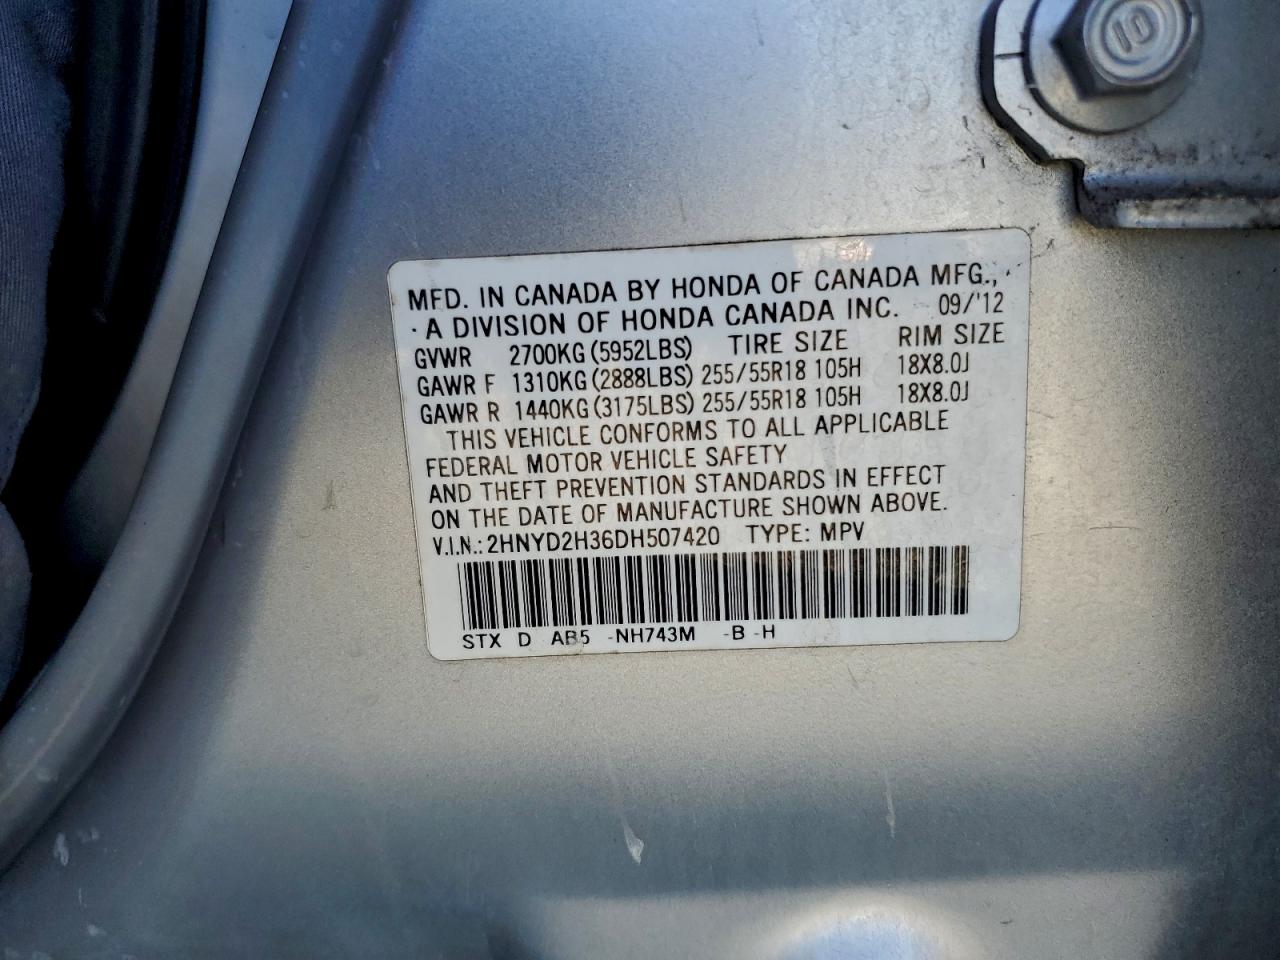 10
MFD. IN CANADA BY HONDA OF CANADA MFG.,
A DIVISION OF HONDA CANADA INC. 09/'12
GVWR 2700KG (5952LBS) TIRE SIZE RIM SIZE
GAWR F 1310KG (2888LBS) 255/55R18 105H 18X8.0J
GAWR R 1440KG (3175LBS) 255/55R18 105H 18X8.0J
THIS VEHICLE CONFORMS TO ALL APPLICABLE
FEDERAL MOTOR VEHICLE SAFETY
AND THEFT PREVENTION STANDARDS IN EFFECT
ON THE DATE OF MANUFACTURE SHOWN ABOVE.
V.I.N.: 2HNYD2H36DH507420 TYPE: MPV
STX D AB5 -NH743M -B -H